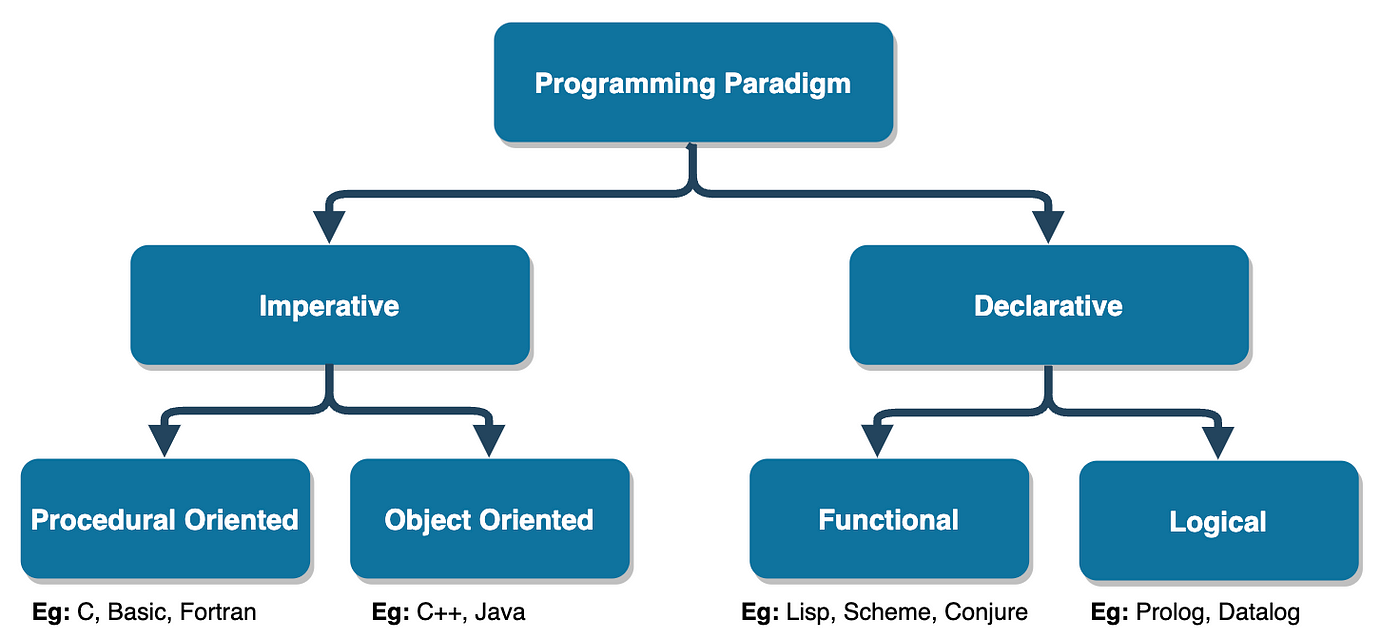 Programming Paradigm
Imperative
Declarative
Procedural Oriented
Object Oriented
Functional
Logical
Eg: C, Basic, Fortran
Eg: C++, Java
Eg: Lisp, Scheme, Conjure
Eg: Prolog, Datalog